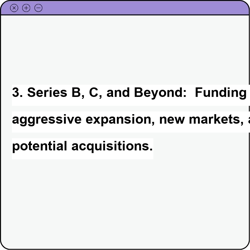 3. Series B, C, and Beyond: Funding
aggressive expansion, new markets,
potential acquisitions.